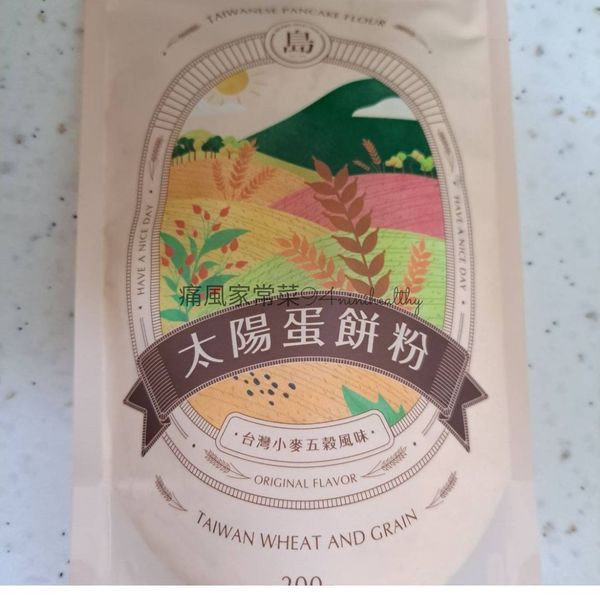 TAIWANESE PANCAKE FLOUR
島
HAVE A NICE DAY
HAVE A NICE DAY
痛風家常菜
太陽蛋餅粉
·台灣小麥五穀風味·
ORIGINAL FLAVOR
TAIWAN WHEAT AND GRAIN